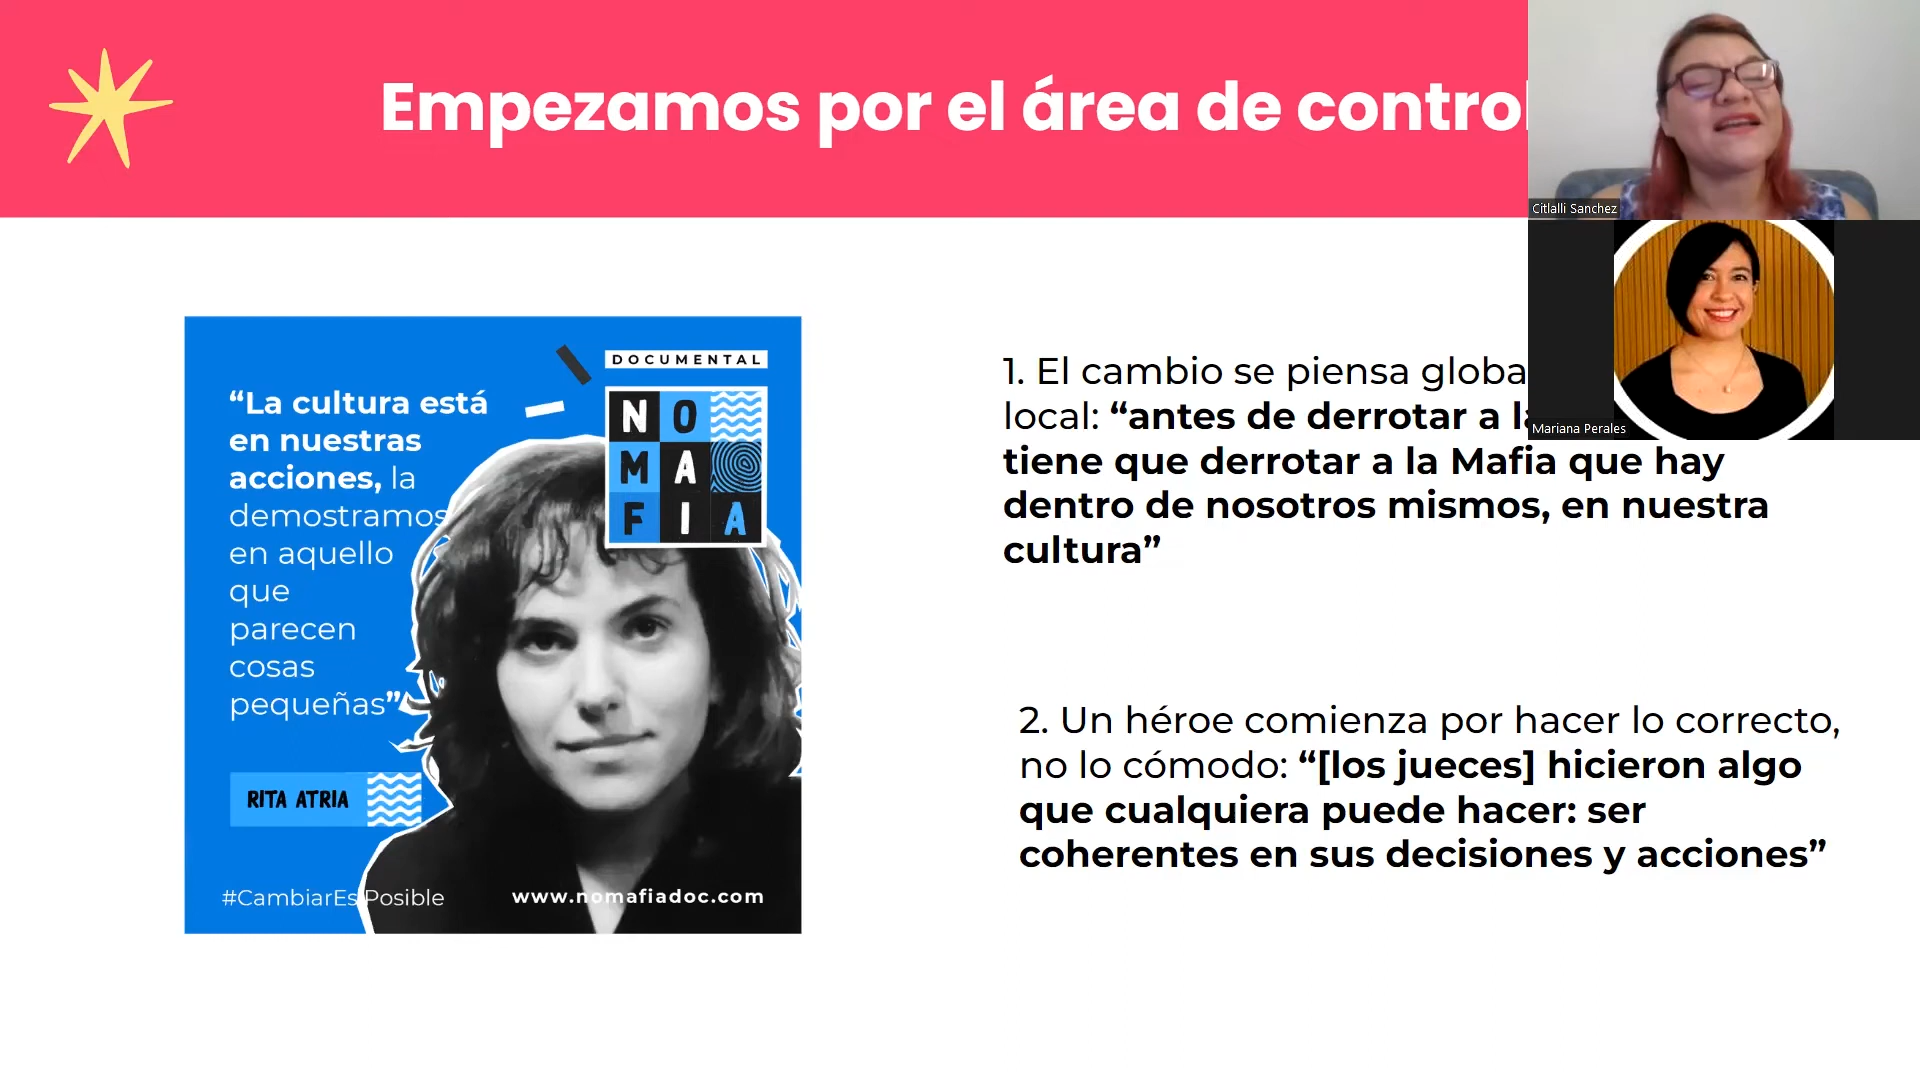 Empezamos por el área de control
Citlalli Sanchez
Mariana Perales
DOCUMENTAL
NO
MA
FIA
“La cultura está
en nuestras
acciones, la
demostramos
en aquello
que
parecen
cosas
pequeñas”
RITA ATRIA
#CambiarEsPosible
www.nomafiadoc.com
1. El cambio se piensa globa
local: “antes de derrotar a
tiene que derrotar a la Mafia que hay
dentro de nosotros mismos, en nuestra
cultura”
2. Un héroe comienza por hacer lo correcto,
no lo cómodo: “[los jueces] hicieron algo
que cualquiera puede hacer: ser
coherentes en sus decisiones y acciones”